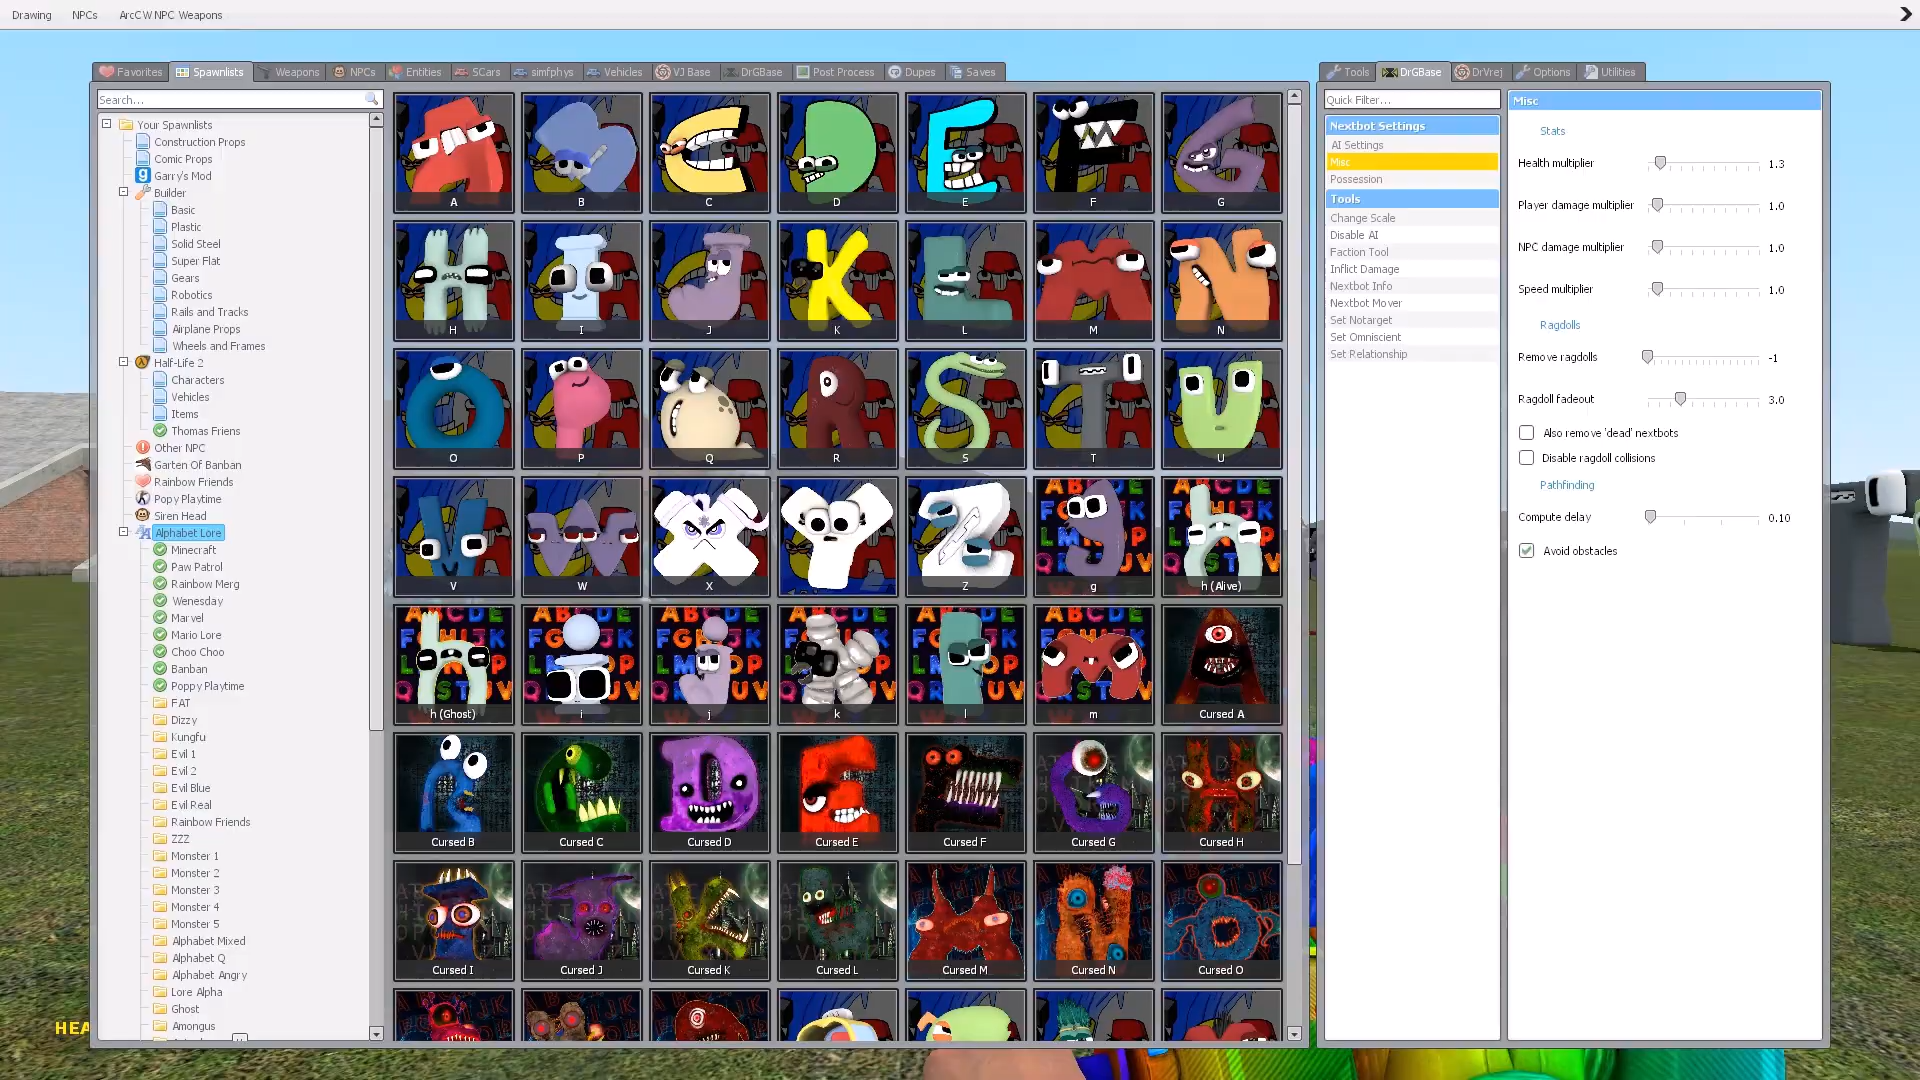 Drawing NPCs ArcCW NPC Weapons
Favorites Spawnlists Weapons NPCs Entities SCars simfphys Vehicles VJ Base DrGBase Post Process Dupes Saves
Search...
Your Spawnlists
Construction Props
Comic Props
Garry's Mod
Builder
Basic
Plastic
Solid Steel
Super Flat
Gears
Robotics
Rails and Tracks
Airplane Props
Wheels and Frames
Half-Life 2
Characters
Vehicles
Items
Thomas Friens
Other NPC
Garten Of Banban
Rainbow Friends
Popy Playtime
Siren Head
Alphabet Lore
Minecraft
Paw Patrol
Rainbow Merg
Wenesday
Marvel
Mario Lore
Choo Choo
Banban
Poppy Playtime
FAT
Dizzy
Kungfu
Evil 1
Evil 2
Evil Blue
Evil Real
Rainbow Friends
ZZZ
Monster 1
Monster 2
Monster 3
Monster 4
Monster 5
Alphabet Mixed
Alphabet Q
Alphabet Angry
Lore Alpha
Ghost
Amongus
A B C D E F G
H I J K L M N
O P Q R S T U
V W X Y Z g h (Alive)
h (Ghost) i j k l m Cursed A
Cursed B Cursed C Cursed D Cursed E Cursed F Cursed G Cursed H
Cursed I Cursed J Cursed K Cursed L Cursed M Cursed N Cursed O
Tools DrGBase DrVrej Options Utilities
Quick Filter...
Nextbot Settings
AI Settings
Misc
Possession
Tools
Change Scale
Disable AI
Faction Tool
Inflict Damage
Nextbot Info
Nextbot Mover
Set Notarget
Set Omniscient
Set Relationship
Misc
Stats
Health multiplier 1.3
Player damage multiplier 1.0
NPC damage multiplier 1.0
Speed multiplier 1.0
Ragdolls
Remove ragdolls -1
Ragdoll fadeout 3.0
Also remove 'dead' nextbots
Disable ragdoll collisions
Pathfinding
Compute delay 0.10
Avoid obstacles
HEA